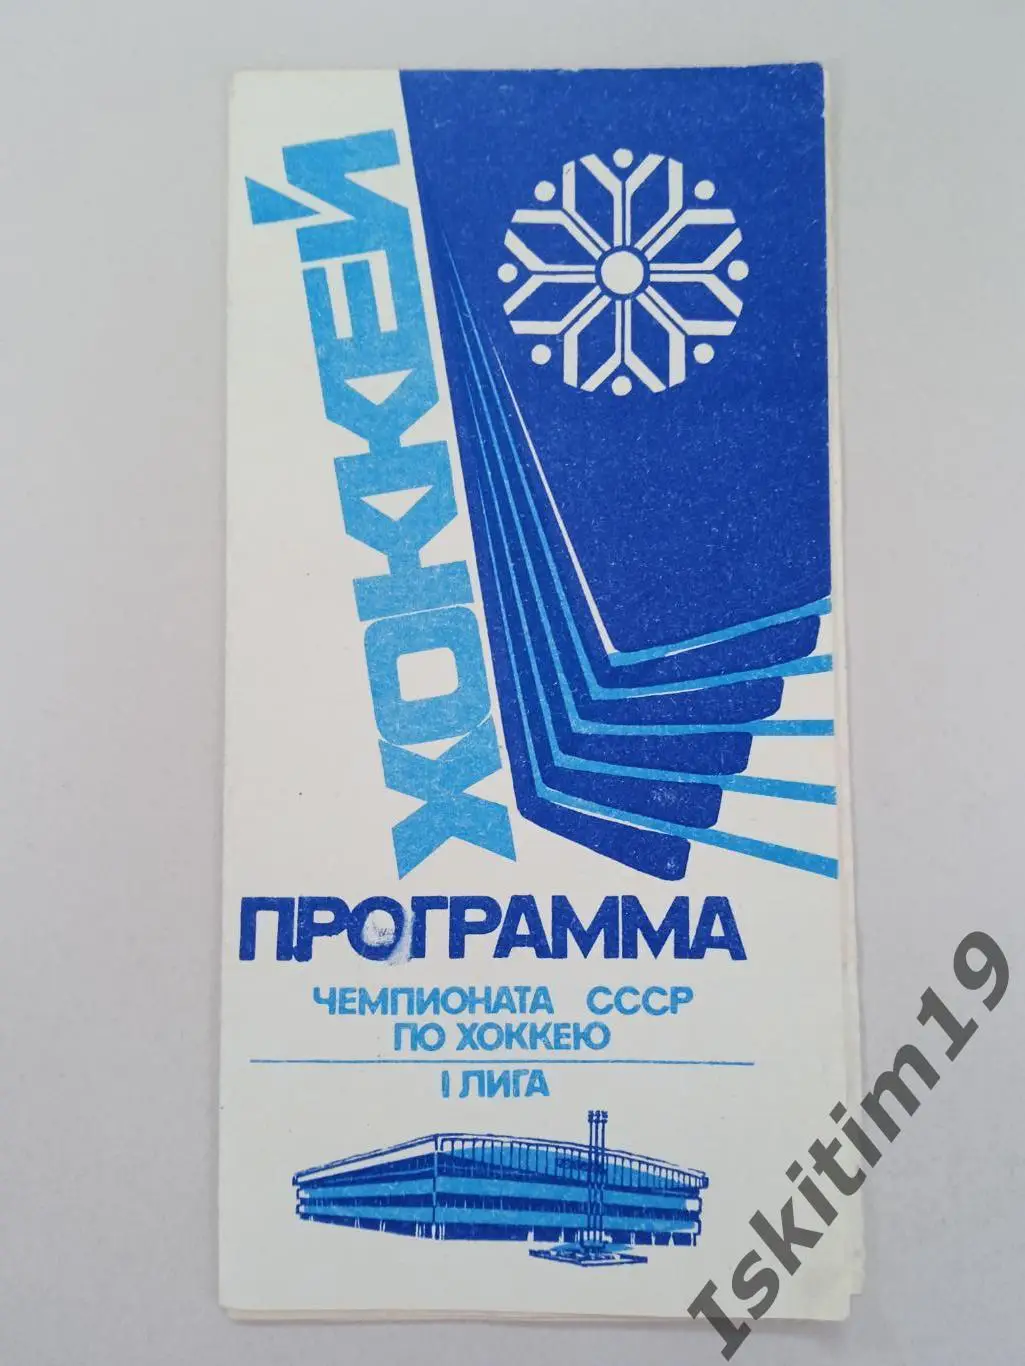 ХОККЕЙ
ПРОГРАММА
ЧЕМПИОНАТА СССР
ПО ХОККЕЮ
I ЛИГА
Iskitim19